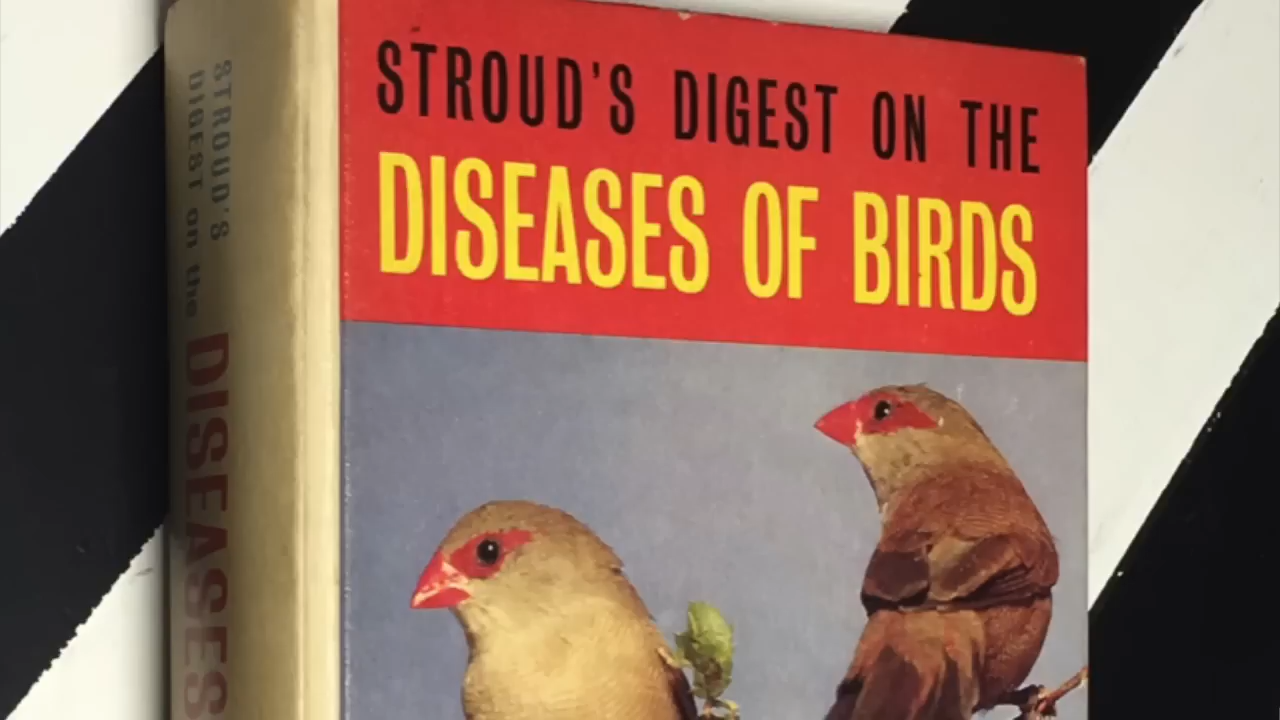 STROUD'S
DIGEST on the
DISEASES
STROUD'S DIGEST ON THE
DISEASES OF BIRDS